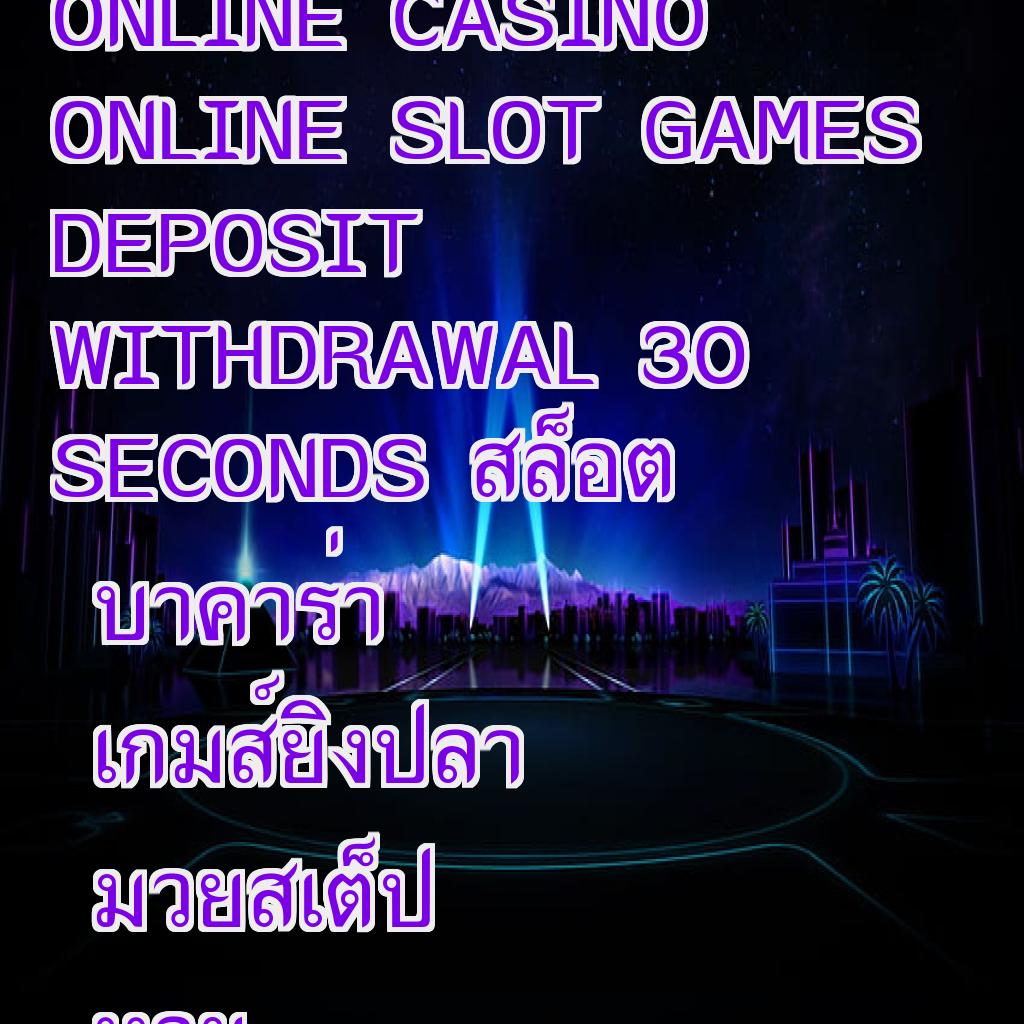 ONLINE CASINO
ONLINE SLOT GAMES
DEPOSIT
WITHDRAWAL 30
SECONDS สล็อต
บาคาร่า
เกมส์ยิงปลา
มวยสเต็ป